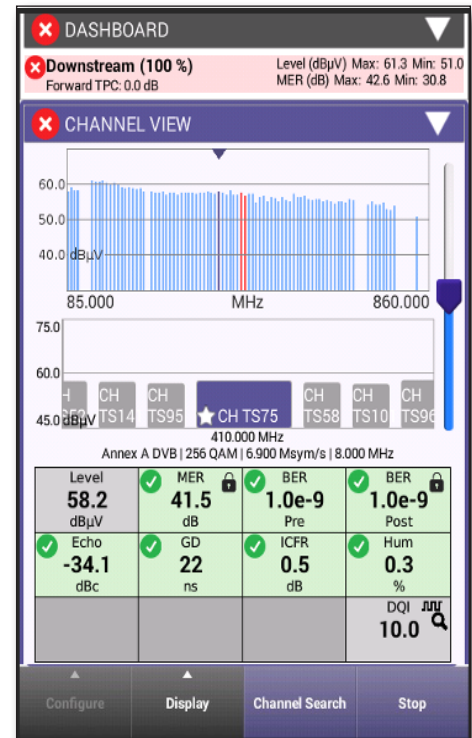 DASHBOARD
Downstream (100 %)
Level (dBµV) Max: 61.3 Min: 51.0
Forward TPC: 0.0 dB
MER (dB) Max: 42.6 Min: 30.8
CHANNEL VIEW
60.0
50.0
40.0 dBµV
85.000 MHz 860.000
75.0
60.0
45.0 dBµV
CH TS14
CH TS95
CH TS75
CH TS58
CH TS10
CH TS96
410.000 MHz
Annex A DVB | 256 QAM | 6.900 Msym/s | 8.000 MHz
Level MER BER BER
58.2 41.5 1.0e-9 1.0e-9
dBµV dB Pre Post
Echo GD ICFR Hum
-34.1 22 0.5 0.3
dBc ns dB %
DQI
10.0
Configure Display Channel Search Stop